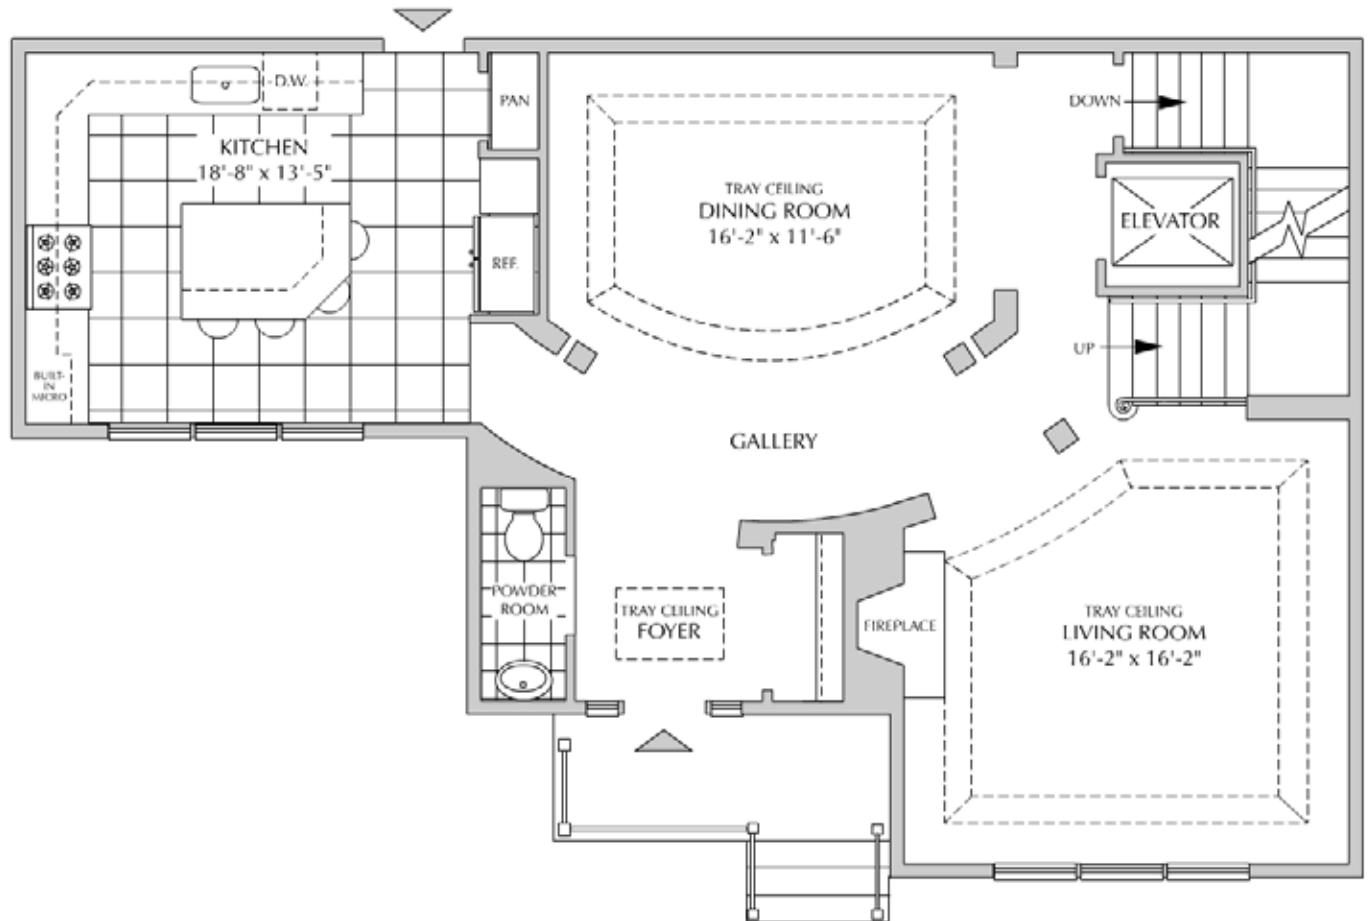 D.W.
PAN
KITCHEN
18'-8" x 13'-5"
REF.
BUILT-
IN
MICRO
TRAY CEILING
DINING ROOM
16'-2" x 11'-6"
DOWN
ELEVATOR
UP
GALLERY
POWDER
ROOM
TRAY CEILING
FOYER
FIREPLACE
TRAY CEILING
LIVING ROOM
16'-2" x 16'-2"